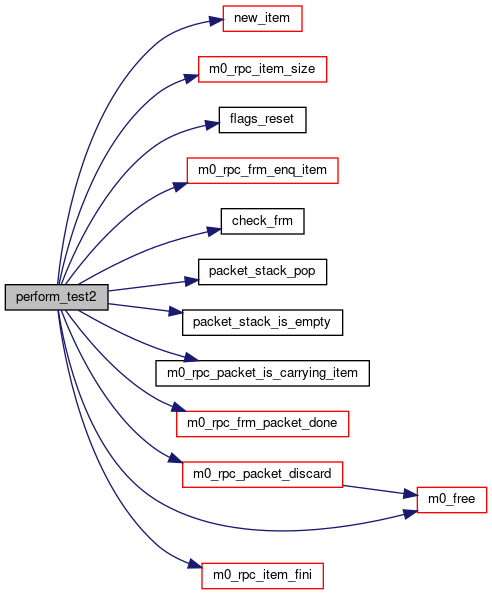 new_item
m0_rpc_item_size
flags_reset
m0_rpc_frm_enq_item
check_frm
packet_stack_pop
perform_test2
packet_stack_is_empty
m0_rpc_packet_is_carrying_item
m0_rpc_frm_packet_done
m0_rpc_packet_discard
m0_free
m0_rpc_item_fini